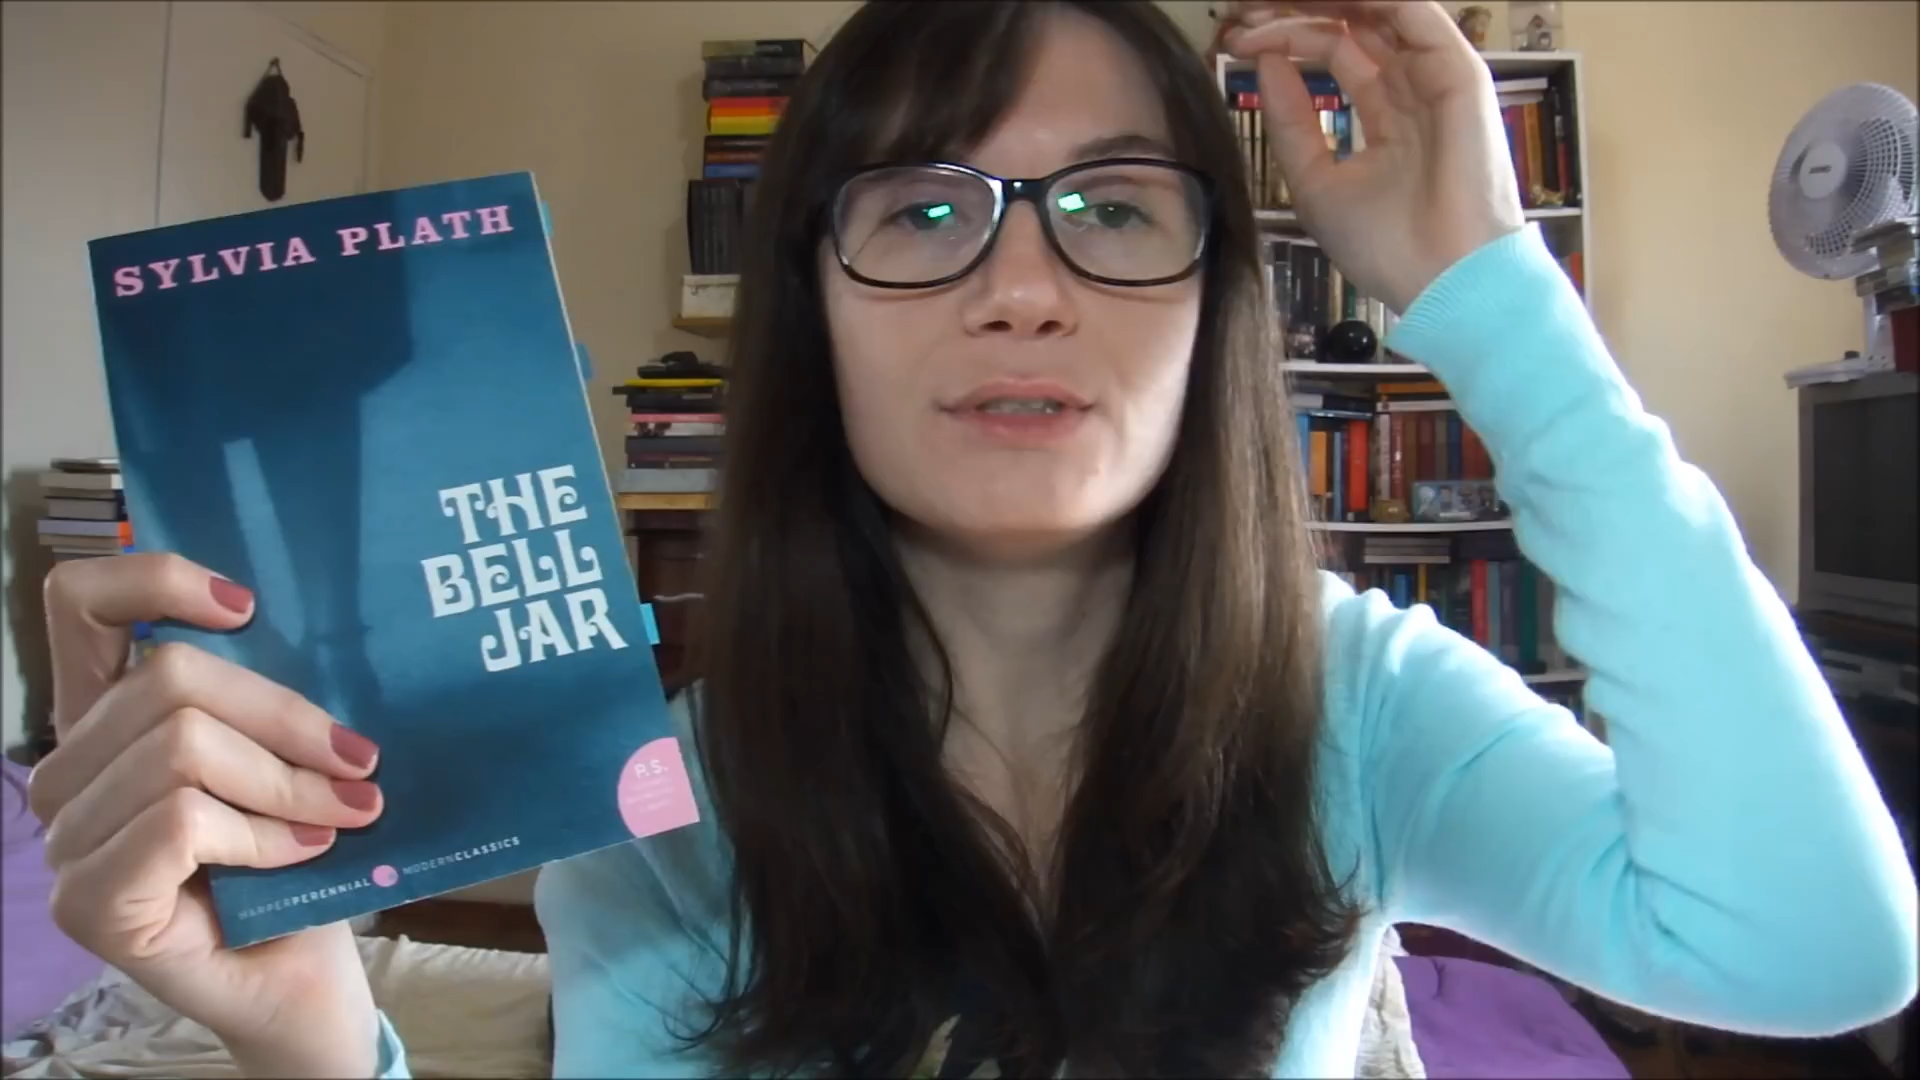 SYLVIA PLATH
THE
BELL
JAR
P.S.
HARPERPERENNIAL MODERNCLASSICS